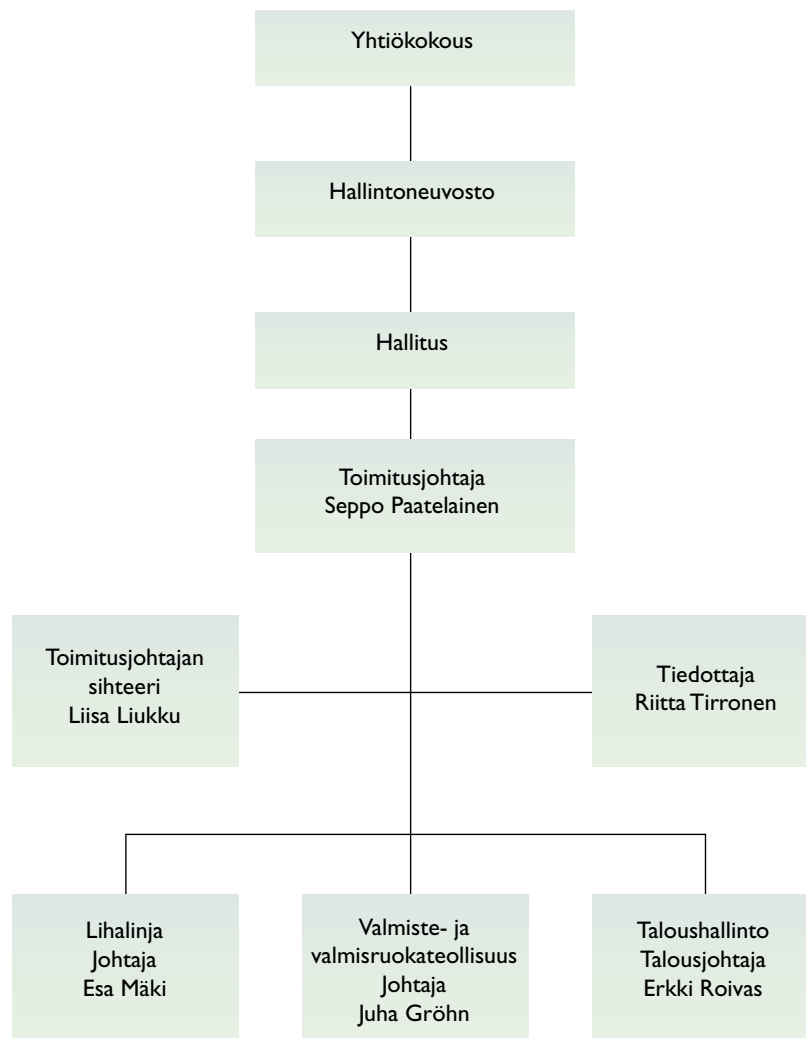 Yhtiökokous
Hallintoneuvosto
Hallitus
Toimitusjohtaja
Seppo Paatelainen
Toimitusjohtajan
sihteeri
Liisa Liukku
Tiedottaja
Riitta Tirronen
Lihalinja
Johtaja
Esa Mäki
Valmiste- ja
valmisruokateollisuus
Johtaja
Juha Gröhn
Taloushallinto
Talousjohtaja
Erkki Roivas